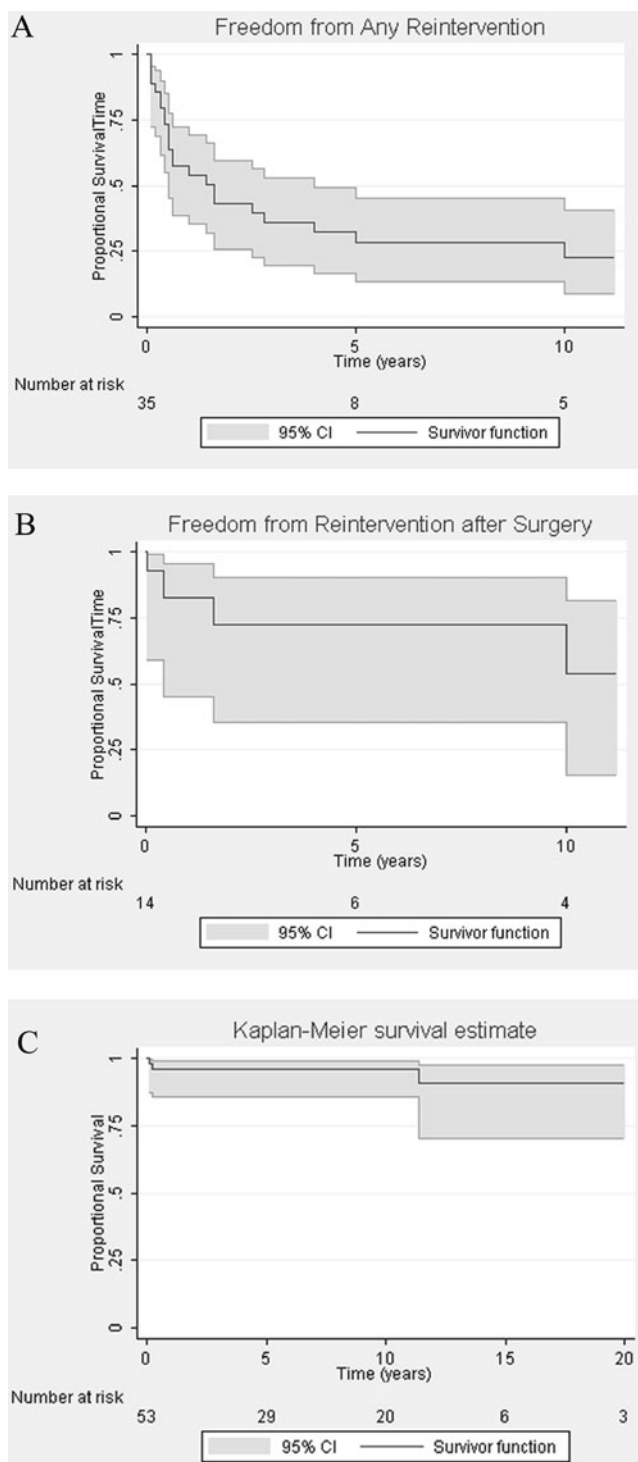 A
Freedom from Any Reintervention
Proportional SurvivalTime
1
.75
.5
.25
0
0 5 10
Time (years)
Number at risk
35 8 5
95% CI Survivor function
B
Freedom from Reintervention after Surgery
Proportional SurvivalTime
1
.75
.5
.25
0
0 5 10
Time (years)
Number at risk
14 6 4
95% CI Survivor function
C
Kaplan-Meier survival estimate
Proportional Survival
1
.75
.5
.25
0
0 5 10 15 20
Time (years)
Number at risk
53 29 20 6 3
95% CI Survivor function